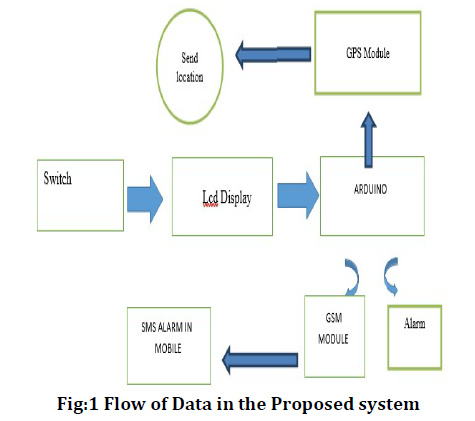 Send
location
GPS Module
Switch
Lcd Display
ARDUINO
SMS ALARM IN
MOBILE
GSM
MODULE
Alarm
Fig:1 Flow of Data in the Proposed system